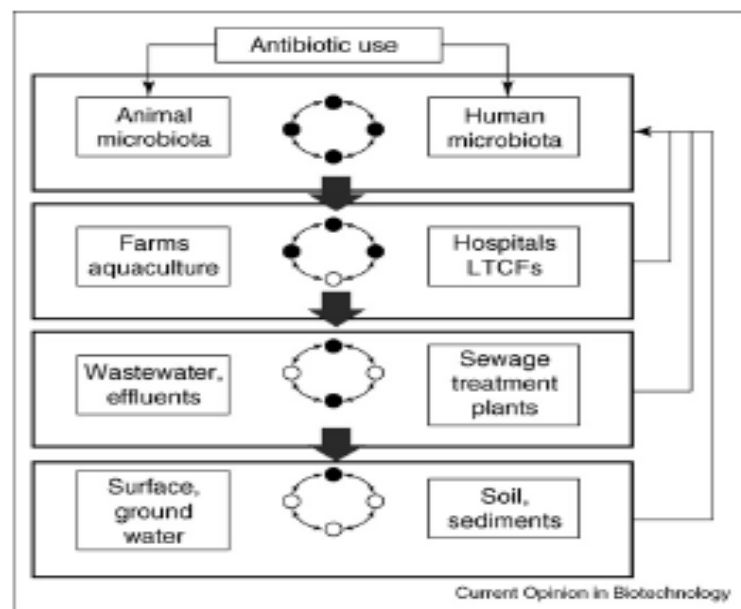 Antibiotic use
Animal
microbiota
Human
microbiota
Farms
aquaculture
Hospitals
LTCFs
Wastewater,
effluents
Sewage
treatment
plants
Surface,
ground
water
Soil,
sediments
Current Opinion in Biotechnology